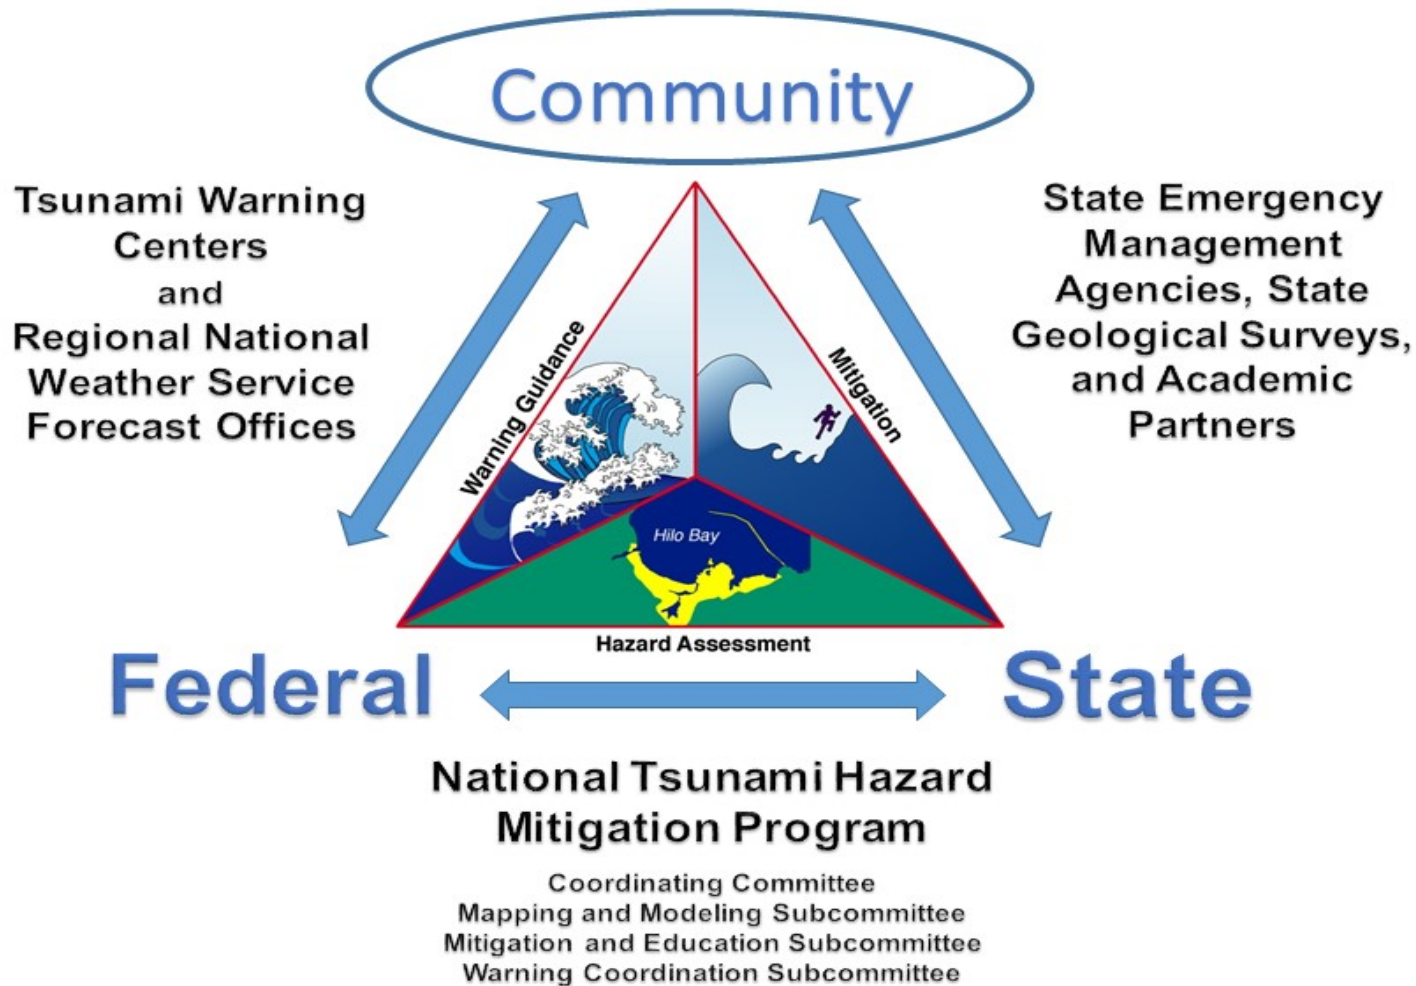 Community
Tsunami Warning
Centers
and
Regional National
Weather Service
Forecast Offices
State Emergency
Management
Agencies, State
Geological Surveys,
and Academic
Partners
Warning Guidance
Mitigation
Hilo Bay
Hazard Assessment
Federal
State
National Tsunami Hazard
Mitigation Program
Coordinating Committee
Mapping and Modeling Subcommittee
Mitigation and Education Subcommittee
Warning Coordination Subcommittee